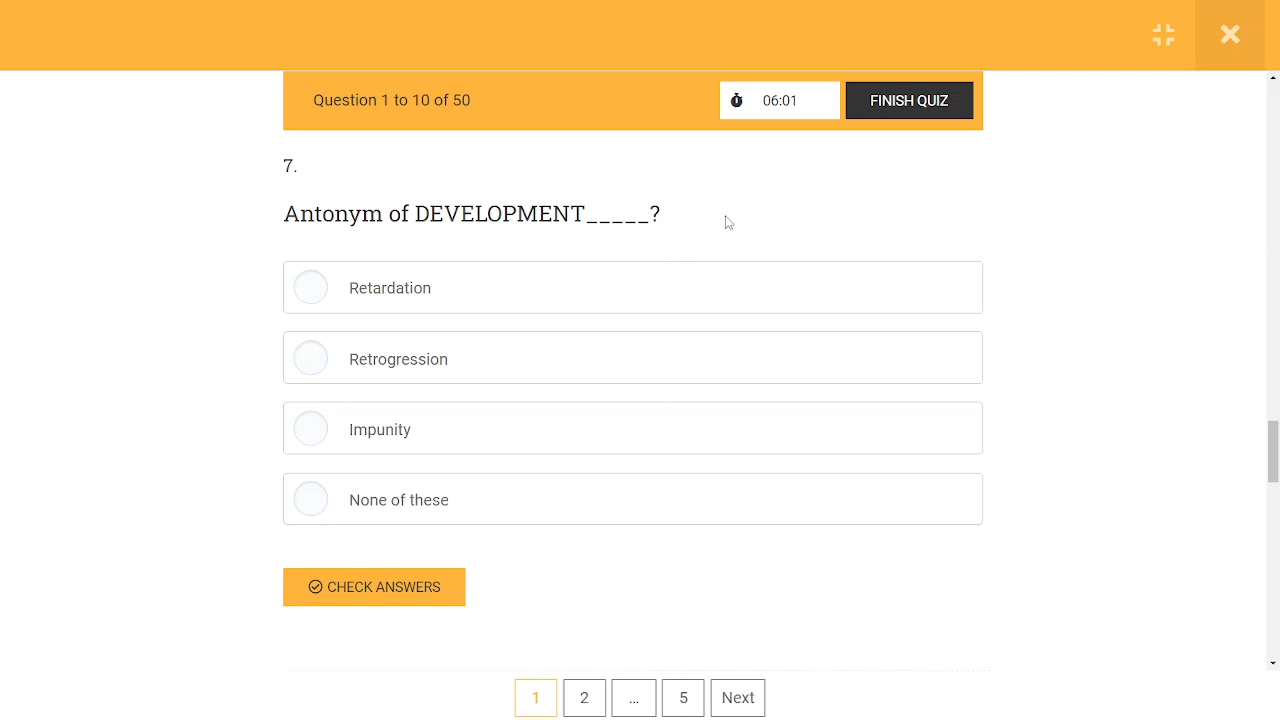 Question 1 to 10 of 50
06:01
FINISH QUIZ
7.
Antonym of DEVELOPMENT_____?
Retardation
Retrogression
Impunity
None of these
CHECK ANSWERS
1
2
...
5
Next